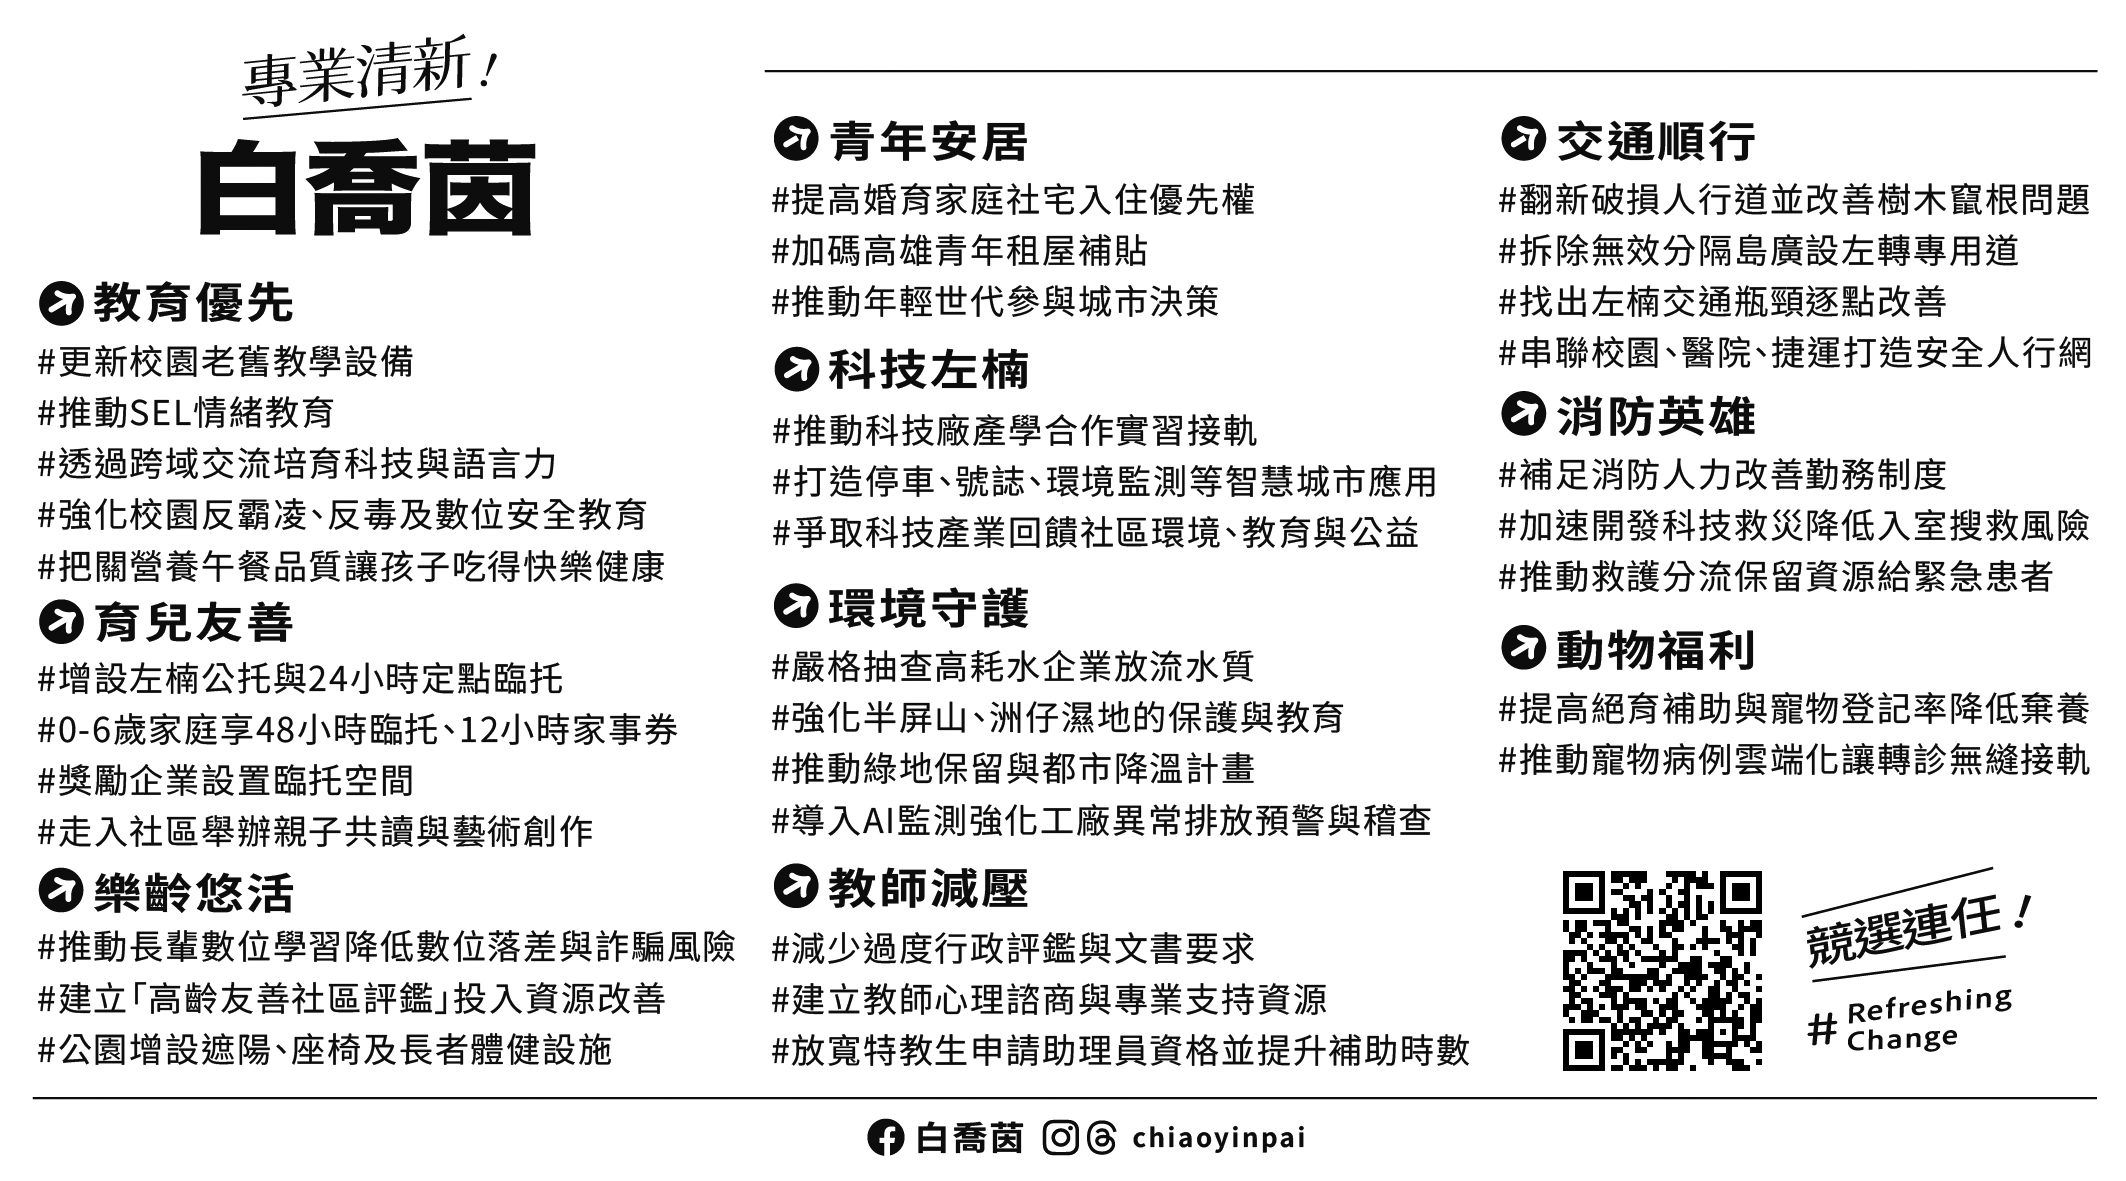 專業清新!
白喬茵
教育優先
#更新校園老舊教學設備
#推動SEL情緒教育
#透過跨域交流培育科技與語言力
#強化校園反霸凌、反毒及數位安全教育
#把關營養午餐品質讓孩子吃得快樂健康
育兒友善
#增設左楠公托與24小時定點臨托
#0-6歲家庭享48小時臨托、12小時家事券
#獎勵企業設置臨托空間
#走入社區舉辦親子共讀與藝術創作
樂齡悠活
#推動長輩數位學習降低數位落差與詐騙風險
#建立「高齡友善社區評鑑」投入資源改善
#公園增設遮陽、座椅及長者體健設施
青年安居
#提高婚育家庭社宅入住優先權
#加碼高雄青年租屋補貼
#推動年輕世代參與城市決策
科技左楠
#推動科技廠產學合作實習接軌
#打造停車、號誌、環境監測等智慧城市應用
#爭取科技產業回饋社區環境、教育與公益
環境守護
#嚴格抽查高耗水企業放流水質
#強化半屏山、洲仔濕地的保護與教育
#推動綠地保留與都市降溫計畫
#導入AI監測強化工廠異常排放預警與稽查
教師減壓
#減少過度行政評鑑與文書要求
#建立教師心理諮商與專業支持資源
#放寬特教生申請助理員資格並提升補助時數
交通順行
#翻新破損人行道並改善樹木竄根問題
#拆除無效分隔島廣設左轉專用道
#找出左楠交通瓶頸逐點改善
#串聯校園、醫院、捷運打造安全人行網
消防英雄
#補足消防人力改善勤務制度
#加速開發科技救災降低入室搜救風險
#推動救護分流保留資源給緊急患者
動物福利
#提高絕育補助與寵物登記率降低棄養
#推動寵物病例雲端化讓轉診無縫接軌
競選連任!
#Refreshing
Change
白喬茵 chiaoyinpai